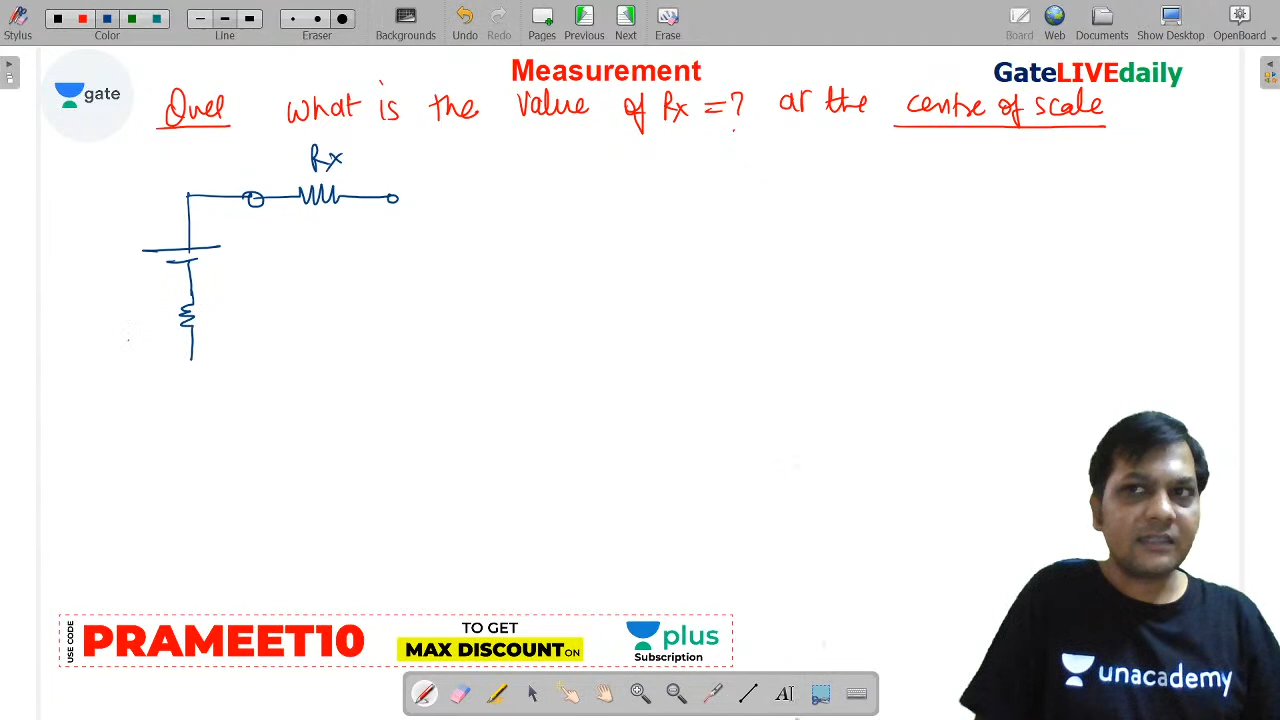 Stylus
Color
Line
Eraser
Backgrounds
Undo
Redo
Pages
Previous
Next
Erase
Board
Web
Documents
Show Desktop
OpenBoard
gate
Measurement
GateLIVEdaily
Ques What is the value of Rx = ? at the centre of scale
Rx
USE CODE
PRAMEET10
TO GET
MAX DISCOUNT ON
plus
Subscription
unacademy